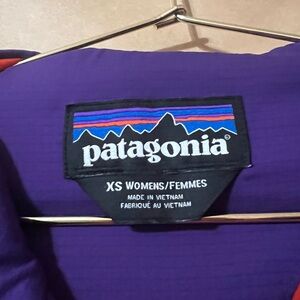 patagonia®
XS WOMENS/FEMMES
MADE IN VIETNAM
FABRIQUÉ AU VIETNAM